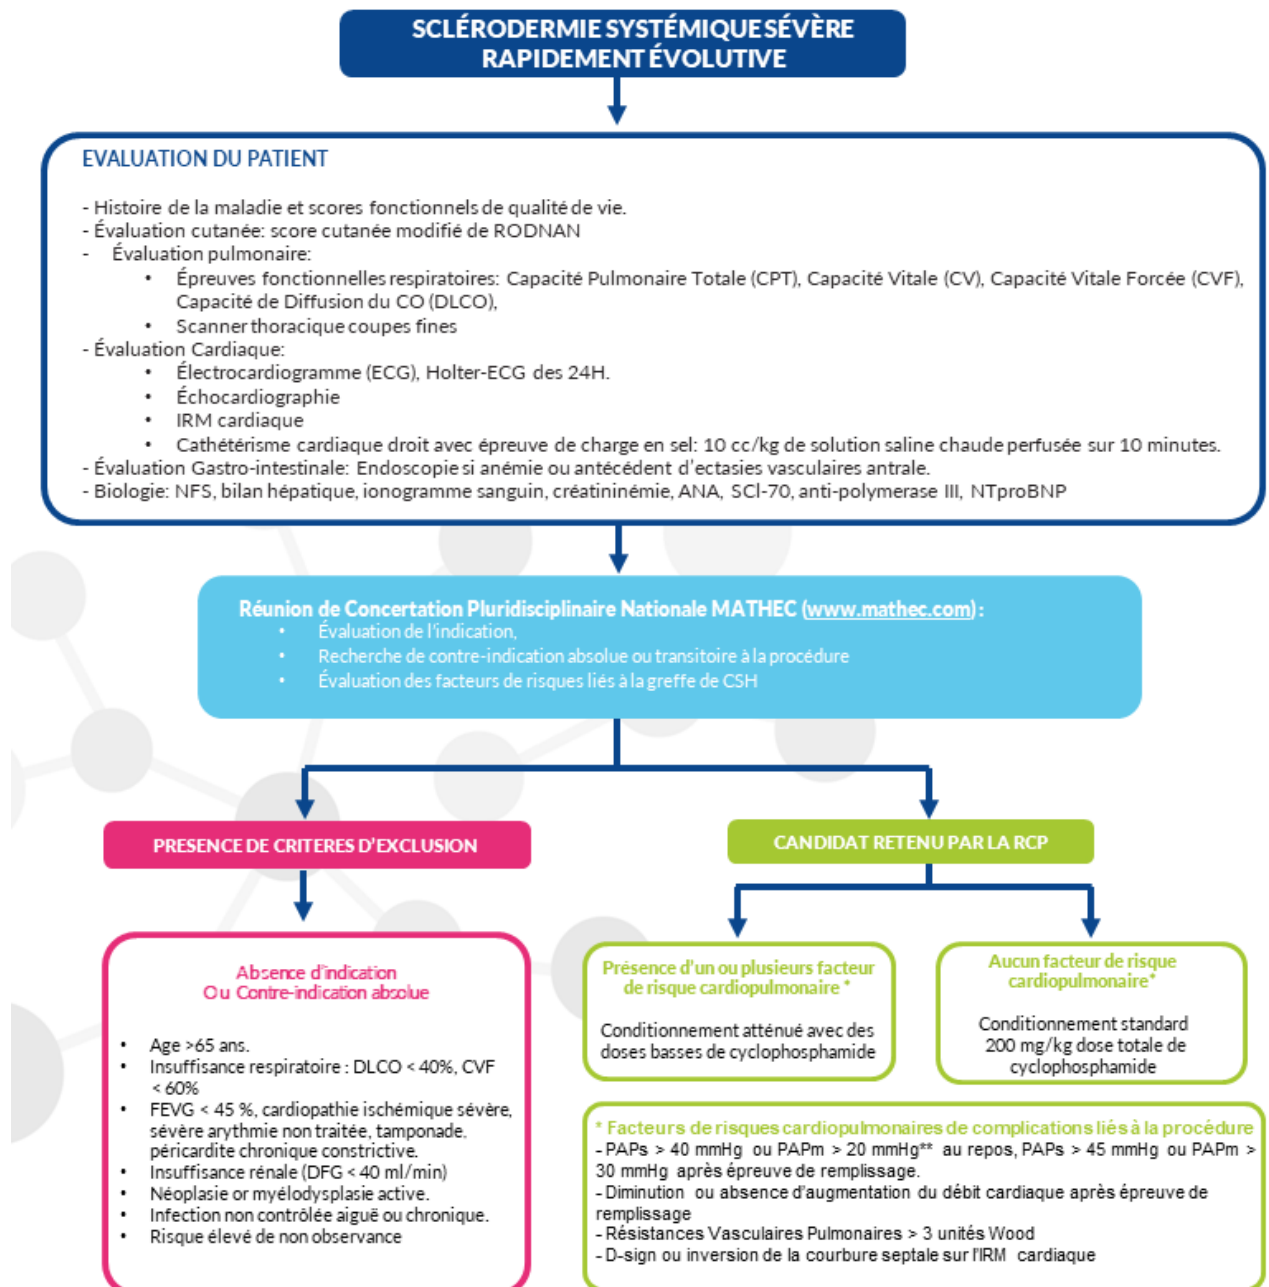 SCLÉRODERMIE SYSTÉMIQUE SÉVÈRE
RAPIDEMENT ÉVOLUTIVE
EVALUATION DU PATIENT
- Histoire de la maladie et scores fonctionnels de qualité de vie.
- Évaluation cutanée: score cutanée modifié de RODNAN
- Évaluation pulmonaire:
• Épreuves fonctionnelles respiratoires: Capacité Pulmonaire Totale (CPT), Capacité Vitale (CV), Capacité Vitale Forcée (CVF),
Capacité de Diffusion du CO (DLCO),
• Scanner thoracique coupes fines
- Évaluation Cardiaque:
• Électrocardiogramme (ECG), Holter-ECG des 24H.
• Échocardiographie
• IRM cardiaque
• Cathétérisme cardiaque droit avec épreuve de charge en sel: 10 cc/kg de solution saline chaude perfusée sur 10 minutes.
- Évaluation Gastro-intestinale: Endoscopie si anémie ou antécédent d'ectasies vasculaires antrale.
- Biologie: NFS, bilan hépatique, ionogramme sanguin, créatininémie, ANA, SCl-70, anti-polymerase III, NTproBNP
Réunion de Concertation Pluridisciplinaire Nationale MATHEC (www.mathec.com) :
• Évaluation de l'indication,
• Recherche de contre-indication absolue ou transitoire à la procédure
• Évaluation des facteurs de risques liés à la greffe de CSH
PRESENCE DE CRITERES D'EXCLUSION
CANDIDAT RETENU PAR LA RCP
Absence d'indication
Ou Contre-indication absolue
• Age >65 ans.
• Insuffisance respiratoire : DLCO < 40%, CVF
< 60%
• FEVG < 45 %, cardiopathie ischémique sévère,
sévère arythmie non traitée, tamponade,
péricardite chronique constrictive.
• Insuffisance rénale (DFG < 40 ml/min)
• Néoplasie or myélodysplasie active.
• Infection non contrôlée aiguë ou chronique.
• Risque élevé de non observance
Présence d'un ou plusieurs facteur
de risque cardiopulmonaire *
Conditionnement atténué avec des
doses basses de cyclophosphamide
Aucun facteur de risque
cardiopulmonaire*
Conditionnement standard
200 mg/kg dose totale de
cyclophosphamide
* Facteurs de risques cardiopulmonaires de complications liés à la procédure
- PAPs > 40 mmHg ou PAPm > 20 mmHg** au repos, PAPs > 45 mmHg ou PAPm >
30 mmHg après épreuve de remplissage.
- Diminution ou absence d'augmentation du débit cardiaque après épreuve de
remplissage
- Résistances Vasculaires Pulmonaires > 3 unités Wood
- D-sign ou inversion de la courbure septale sur l'IRM cardiaque